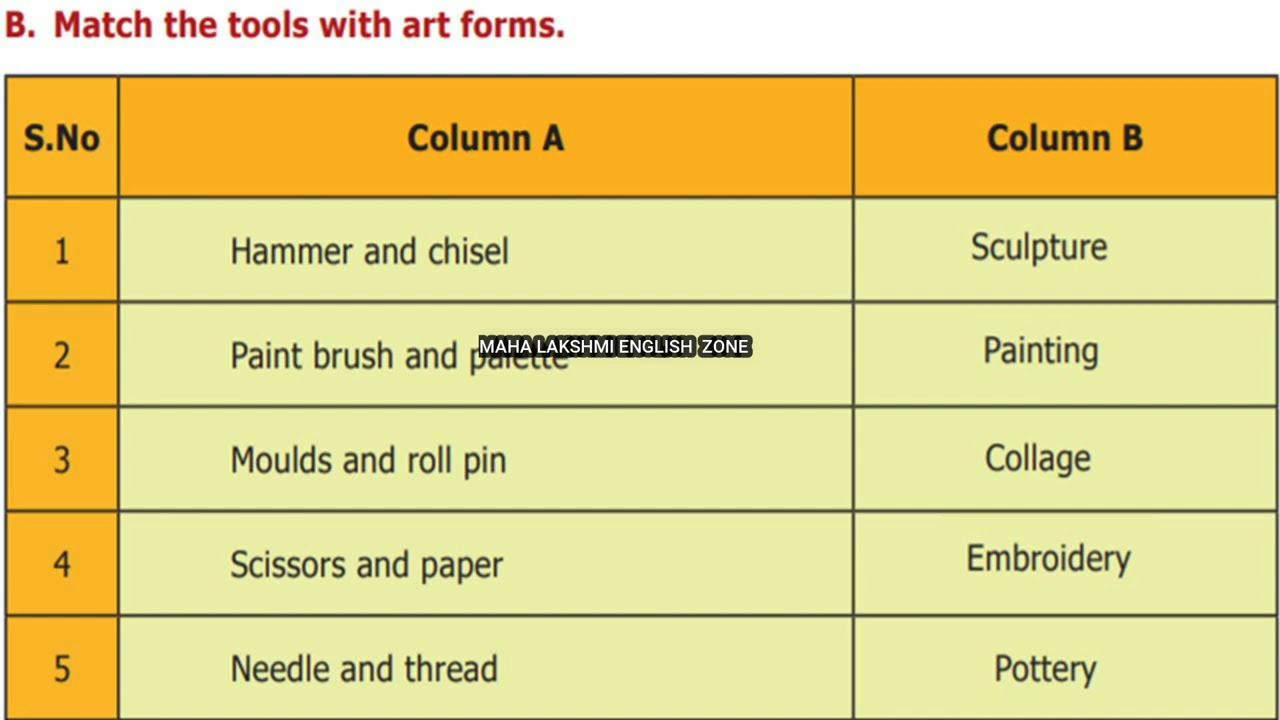 B. Match the tools with art forms.
S.No Column A Column B
1 Hammer and chisel Sculpture
2 Paint brush and palette Painting
MAHA LAKSHMI ENGLISH ZONE
3 Moulds and roll pin Collage
4 Scissors and paper Embroidery
5 Needle and thread Pottery